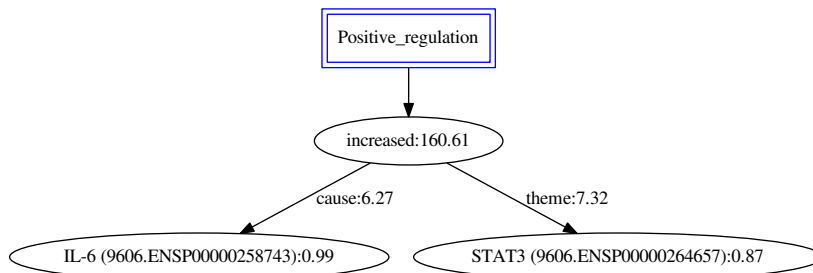 Positive_regulation
increased:160.61
cause:6.27
theme:7.32
IL-6 (9606.ENSP00000258743):0.99
STAT3 (9606.ENSP00000264657):0.87